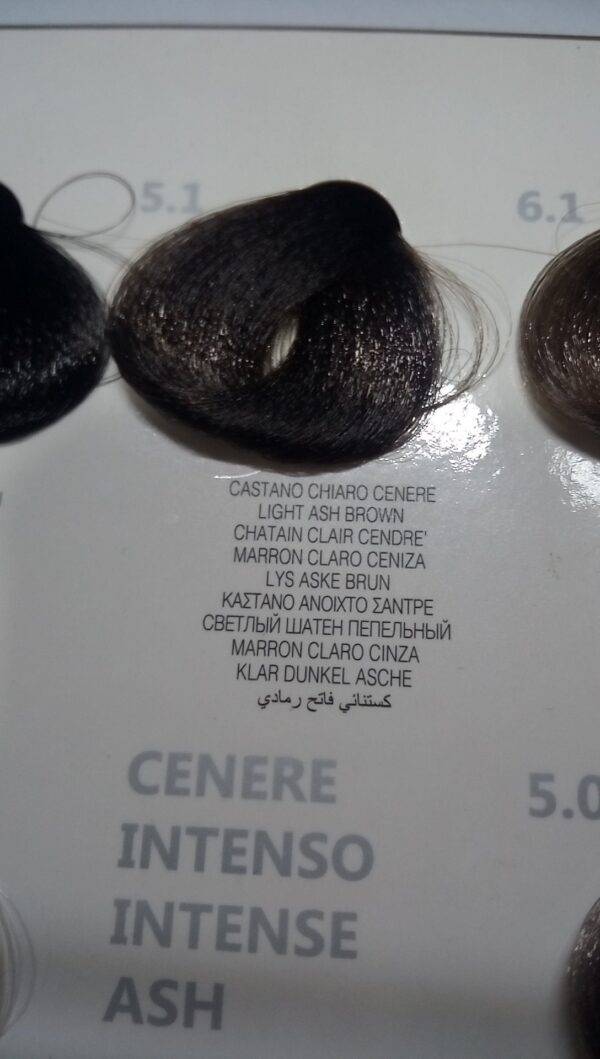 5.1
6.1
CASTANO CHIARO CENERE
LIGHT ASH BROWN
CHATAIN CLAIR CENDRE'
MARRON CLARO CENIZA
LYS ASKE BRUN
ΚΑΣΤΑΝΟ ΑΝΟΙΧΤΟ ΣΑΝΤΡΕ
СВЕТЛЫЙ ШАТЕН ПЕПЕЛЬНЫЙ
MARRON CLARO CINZA
KLAR DUNKEL ASCHE
كستنائي فاتح رمادي
CENERE
INTENSO
INTENSE
ASH
5.0